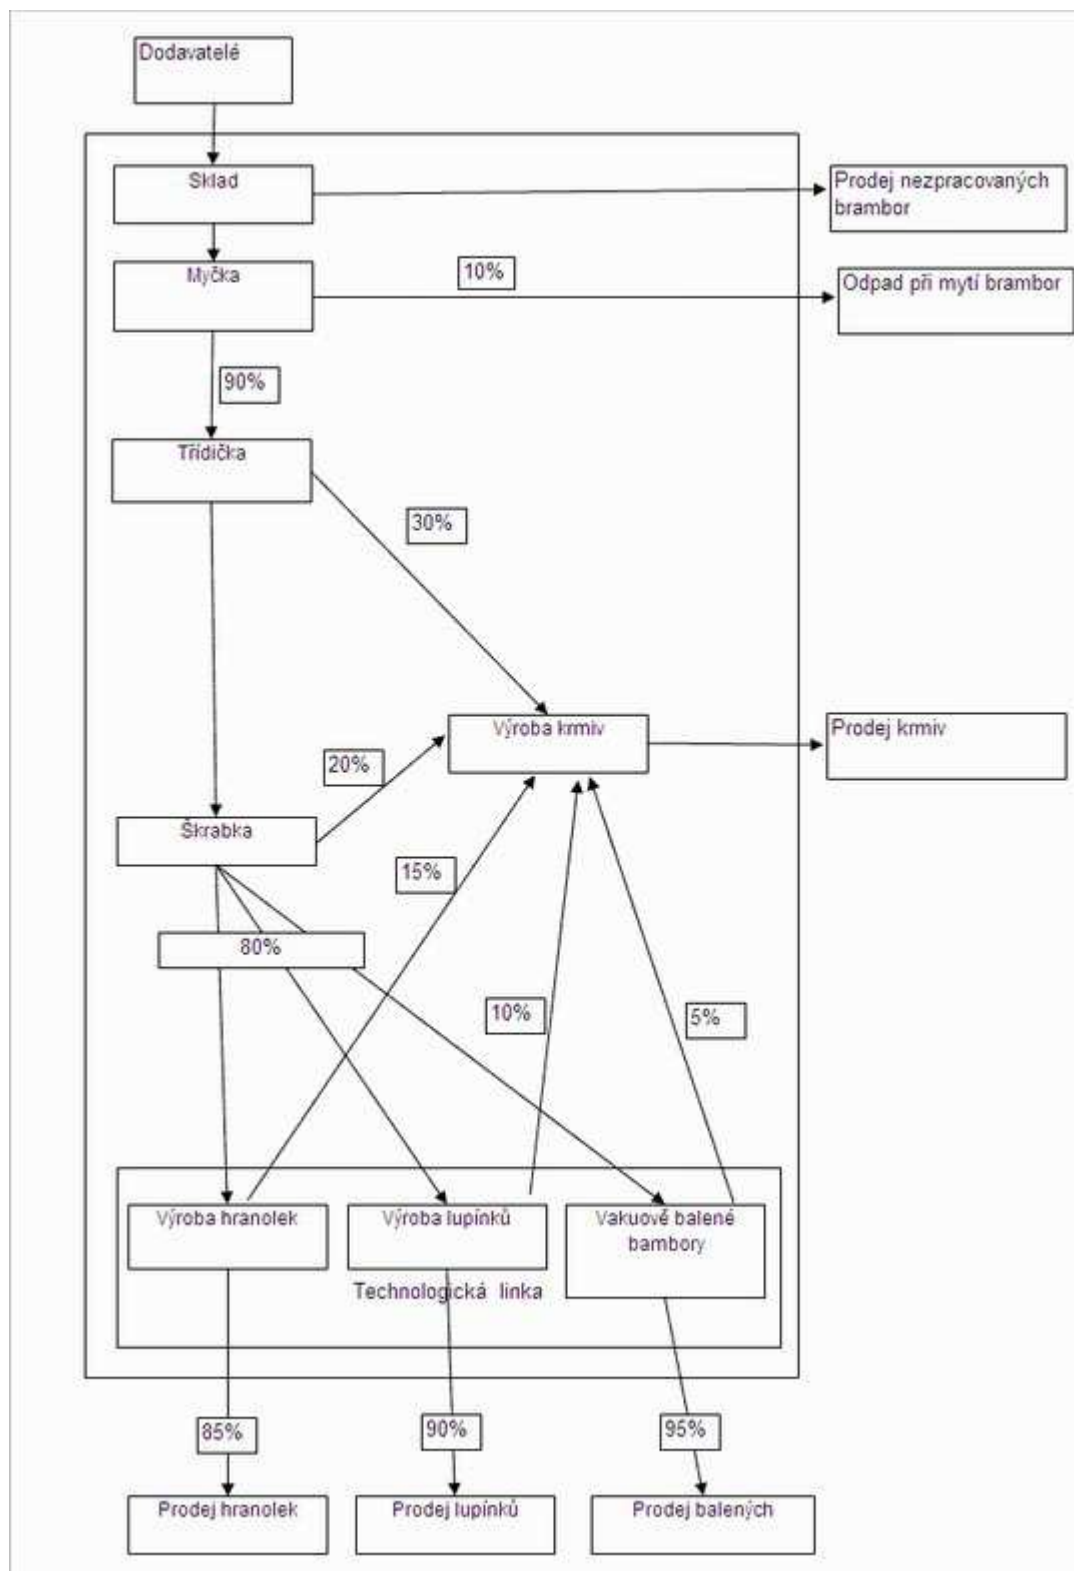 Dodavatelé
Sklad
Prodej nezpracovaných
brambor
Myčka
10%
Odpad při mytí brambor
90%
Třídička
30%
Výroba krmiv
Prodej krmiv
20%
Škrabka
15%
80%
10%
5%
Výroba hranolek
Výroba lupínků
Vakuově balené
bambory
Technologická linka
85%
90%
95%
Prodej hranolek
Prodej lupínků
Prodej balených